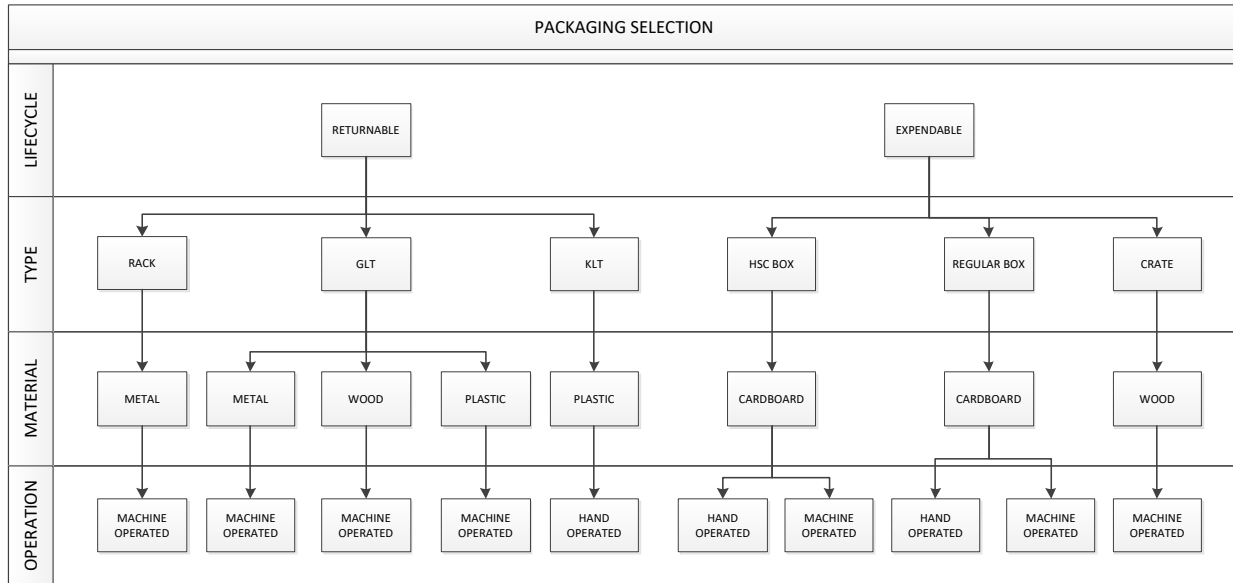 PACKAGING SELECTION
LIFECYCLE
RETURNABLE
EXPENDABLE
TYPE
RACK
GLT
KLT
HSC BOX
REGULAR BOX
CRATE
MATERIAL
METAL
METAL
WOOD
PLASTIC
PLASTIC
CARDBOARD
CARDBOARD
WOOD
OPERATION
MACHINE
OPERATED
MACHINE
OPERATED
MACHINE
OPERATED
MACHINE
OPERATED
HAND
OPERATED
HAND
OPERATED
MACHINE
OPERATED
HAND
OPERATED
MACHINE
OPERATED
MACHINE
OPERATED